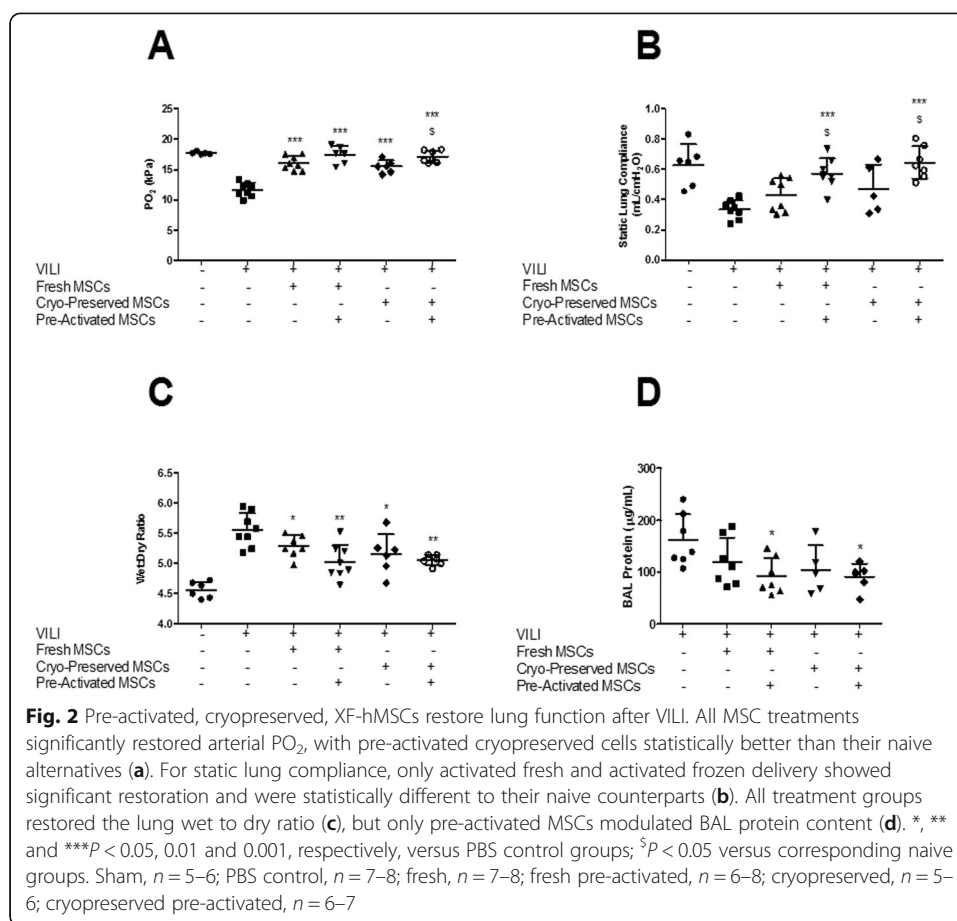 A
25
20
15
10
5
0
PO2 (kPa)
*** *** *** *** $
VILI - + + + + +
Fresh MSCs - - + + - -
Cryo-Preserved MSCs - - - - + +
Pre-Activated MSCs - - - + - +
B
1.0
0.8
0.6
0.4
0.2
0.0
Static Lung Compliance
(mL/cmH2O)
*** $ *** $
VILI - + + + + +
Fresh MSCs - - + + - -
Cryo-Preserved MSCs - - - - + +
Pre-Activated MSCs - - - + - +
C
6.5
6.0
5.5
5.0
4.5
4.0
Wet:Dry Ratio
* ** * **
VILI - + + + + +
Fresh MSCs - - + + - -
Cryo-Preserved MSCs - - - - + +
Pre-Activated MSCs - - - + - +
D
300
200
100
0
BAL Protein (µg/mL)
* *
VILI + + + + +
Fresh MSCs - + + - -
Cryo-Preserved MSCs - - - + +
Pre-Activated MSCs - - + - +
Fig. 2 Pre-activated, cryopreserved, XF-hMSCs restore lung function after VILI. All MSC treatments
significantly restored arterial PO2, with pre-activated cryopreserved cells statistically better than their naive
alternatives (a). For static lung compliance, only activated fresh and activated frozen delivery showed
significant restoration and were statistically different to their naive counterparts (b). All treatment groups
restored the lung wet to dry ratio (c), but only pre-activated MSCs modulated BAL protein content (d). *, **
and ***P < 0.05, 0.01 and 0.001, respectively, versus PBS control groups; $P < 0.05 versus corresponding naive
groups. Sham, n = 5–6; PBS control, n = 7–8; fresh, n = 7–8; fresh pre-activated, n = 6–8; cryopreserved, n = 5–
6; cryopreserved pre-activated, n = 6–7